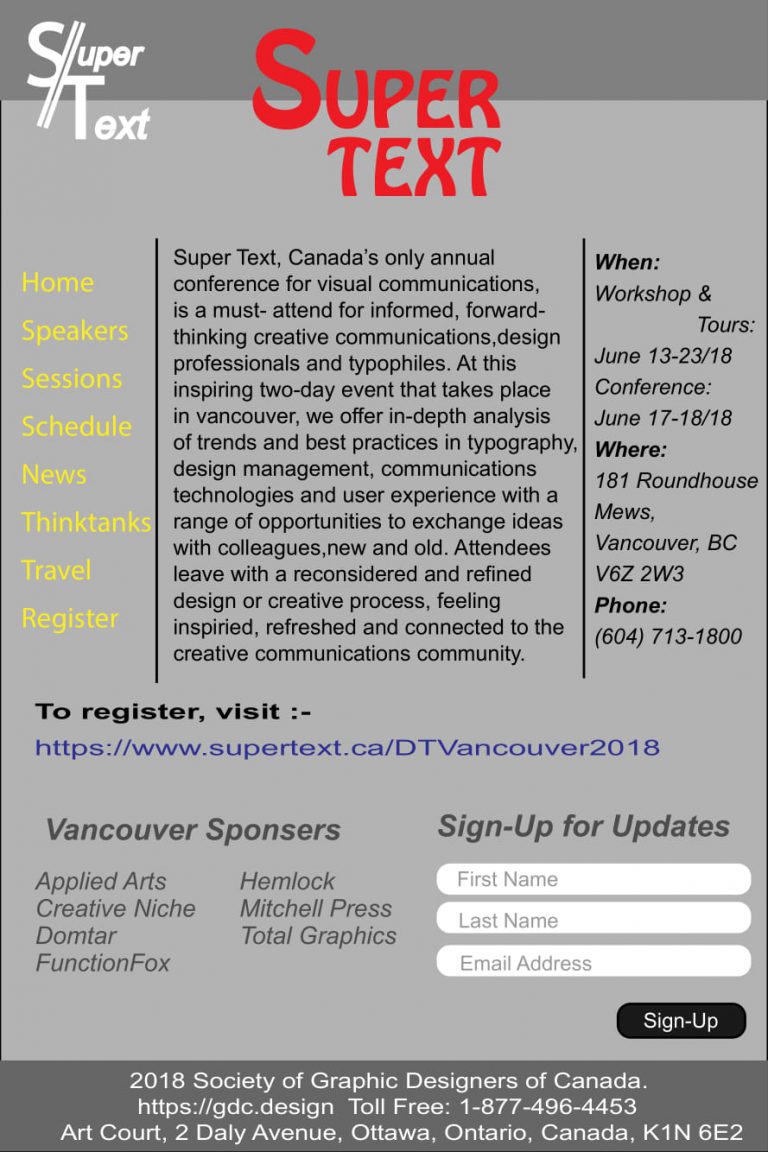 Super
Text
SUPER
TEXT
Home
Speakers
Sessions
Schedule
News
Thinktanks
Travel
Register
Super Text, Canada's only annual
conference for visual communications,
is a must- attend for informed, forward-
thinking creative communications,design
professionals and typophiles. At this
inspiring two-day event that takes place
in vancouver, we offer in-depth analysis
of trends and best practices in typography,
design management, communications
technologies and user experience with a
range of opportunities to exchange ideas
with colleagues,new and old. Attendees
leave with a reconsidered and refined
design or creative process, feeling
inspiried, refreshed and connected to the
creative communications community.
When:
Workshop &
Tours:
June 13-23/18
Conference:
June 17-18/18
Where:
181 Roundhouse
Mews,
Vancouver, BC
V6Z 2W3
Phone:
(604) 713-1800
To register, visit :-
https://www.supertext.ca/DTVancouver2018
Vancouver Sponsers
Applied Arts
Creative Niche
Domtar
FunctionFox
Hemlock
Mitchell Press
Total Graphics
Sign-Up for Updates
First Name
Last Name
Email Address
Sign-Up
2018 Society of Graphic Designers of Canada.
https://gdc.design Toll Free: 1-877-496-4453
Art Court, 2 Daly Avenue, Ottawa, Ontario, Canada, K1N 6E2